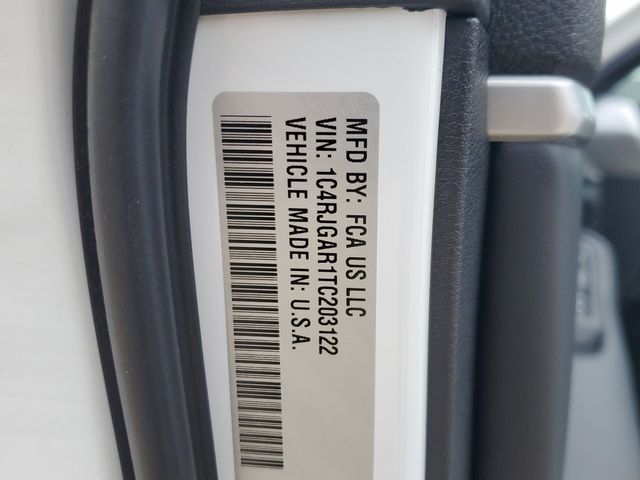 MFD BY: FCA US LLC
VIN: 1C4RJGAR1TC203122
VEHICLE MADE IN: U.S.A.